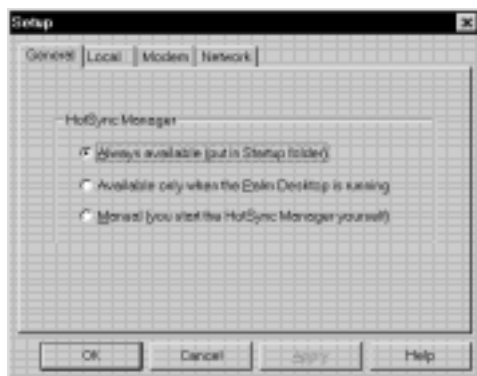 Setup
General Local Modem Network
HotSync Manager
Always available (put in Startup folder)
Available only when the Palm Desktop is running
Manual (you start the HotSync Manager yourself)
OK Cancel Apply Help